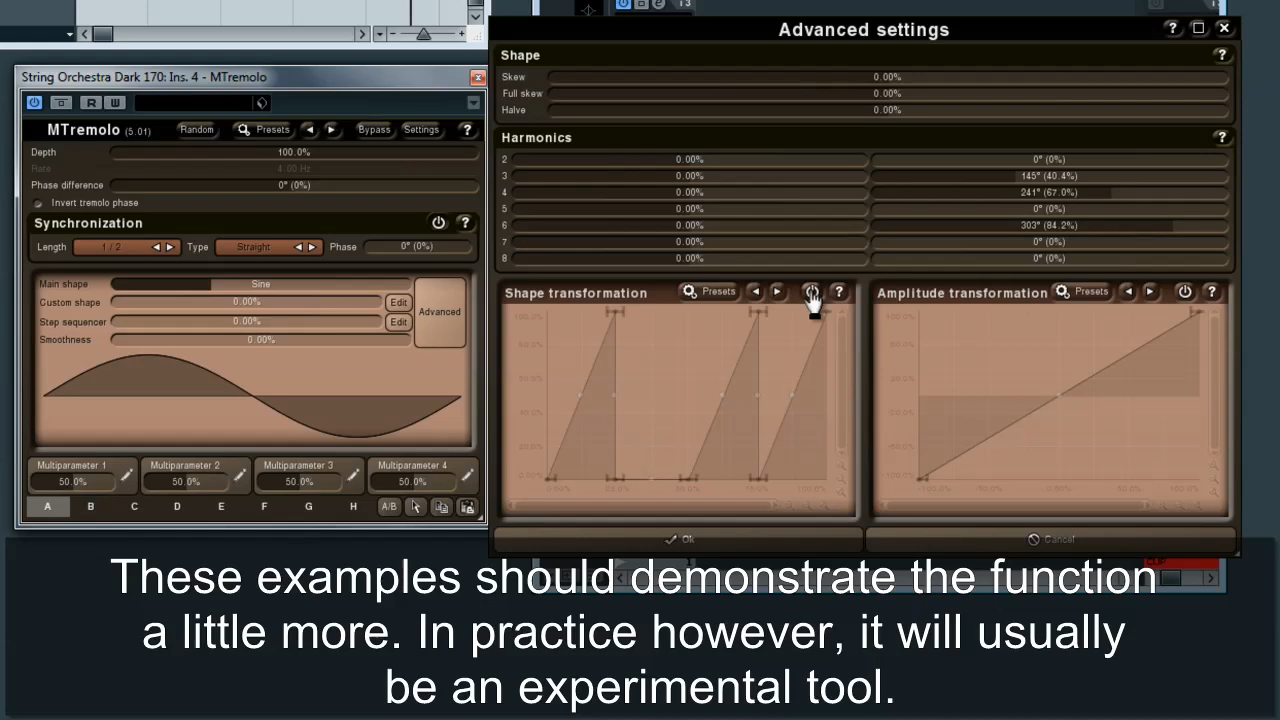 Advanced settings
?
Shape
?
Skew 0.00%
Full skew 0.00%
Halve 0.00%
Harmonics
?
2 0.00% 0° (0%)
3 0.00% 145° (40.4%)
4 0.00% 241° (67.0%)
5 0.00% 0° (0%)
6 0.00% 303° (84.2%)
7 0.00% 0° (0%)
8 0.00% 0° (0%)
Shape transformation Presets ?
Amplitude transformation Presets ?
Ok
Cancel
String Orchestra Dark 170: Ins. 4 - MTremolo
R W
MTremolo (5.01) Random Presets Bypass Settings ?
Depth 100.0%
Rate 4.00 Hz
Phase difference 0° (0%)
Invert tremolo phase
Synchronization ?
Length 1 / 2 Type Straight Phase 0° (0%)
Main shape Sine
Custom shape 0.00% Edit
Step sequencer 0.00% Edit
Smoothness 0.00%
Advanced
Multiparameter 1 Multiparameter 2 Multiparameter 3 Multiparameter 4
50.0% 50.0% 50.0% 50.0%
A B C D E F G H A/B
These examples should demonstrate the function
a little more. In practice however, it will usually
be an experimental tool.